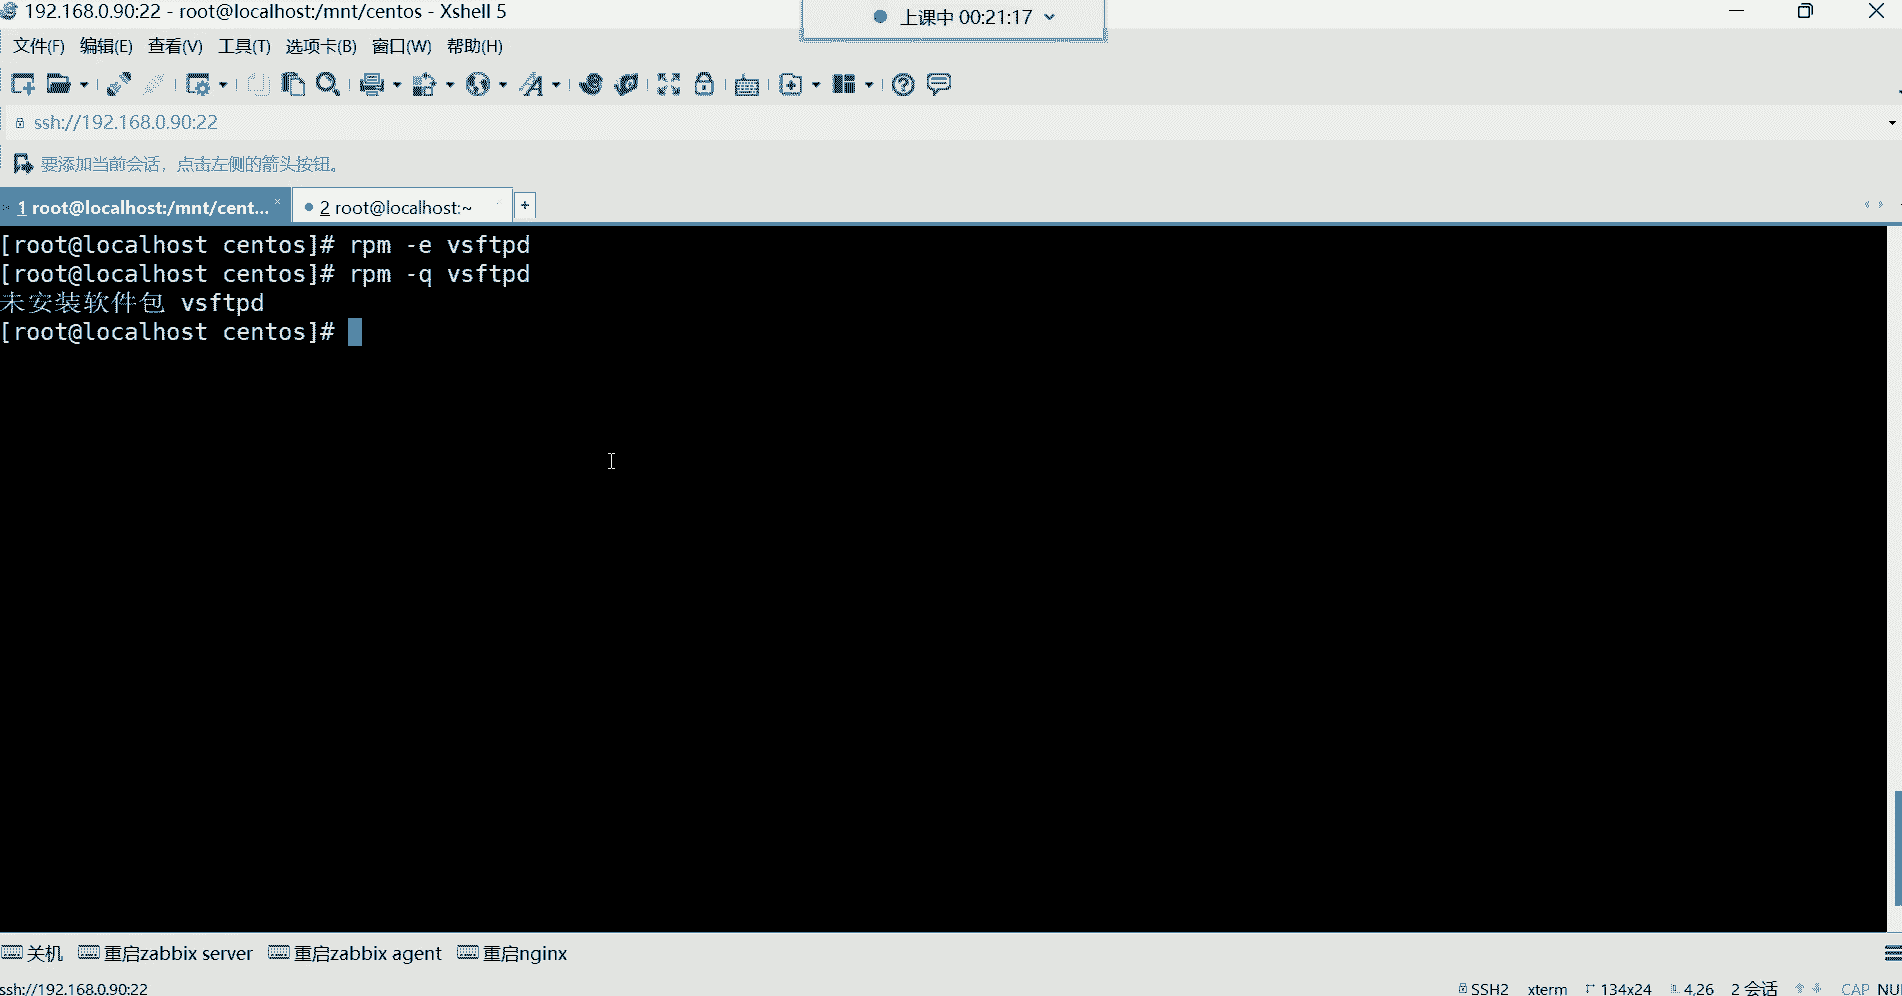 192.168.0.90:22 - root@localhost:/mnt/centos - Xshell 5
上课中 00:21:17
文件(F) 编辑(E) 查看(V) 工具(T) 选项卡(B) 窗口(W) 帮助(H)
ssh://192.168.0.90:22
要添加当前会话，点击左侧的箭头按钮。
1 root@localhost:/mnt/cent... 2 root@localhost:~
[root@localhost centos]# rpm -e vsftpd
[root@localhost centos]# rpm -q vsftpd
未安装软件包 vsftpd
[root@localhost centos]#
关机 重启zabbix server 重启zabbix agent 重启nginx
ssh://192.168.0.90:22 SSH2 xterm 134x24 4,26 2 会话 CAP NU